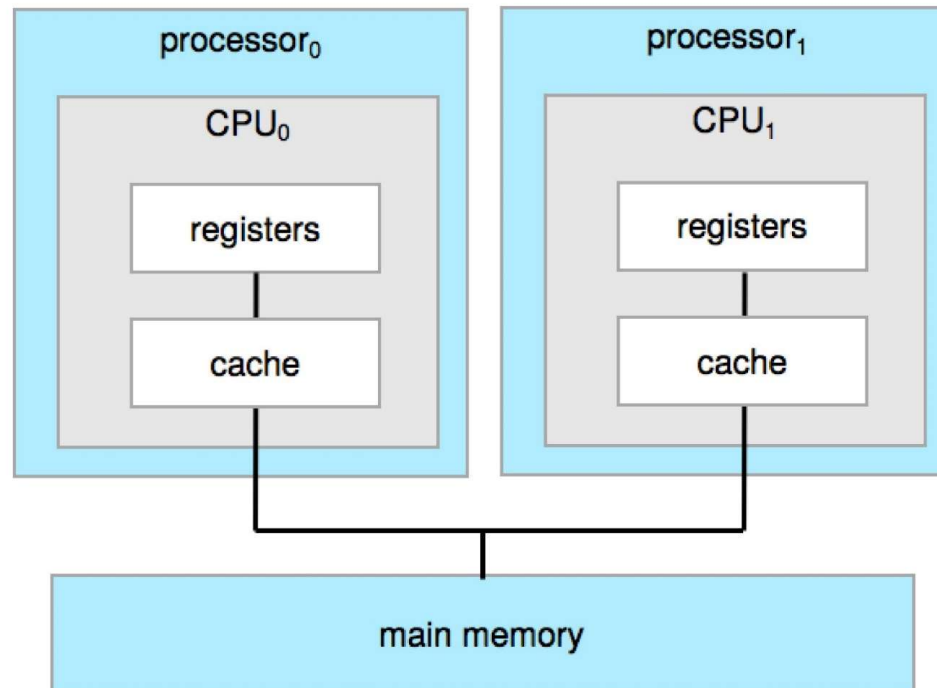 processor₀
CPU₀
registers
cache
processor₁
CPU₁
registers
cache
main memory